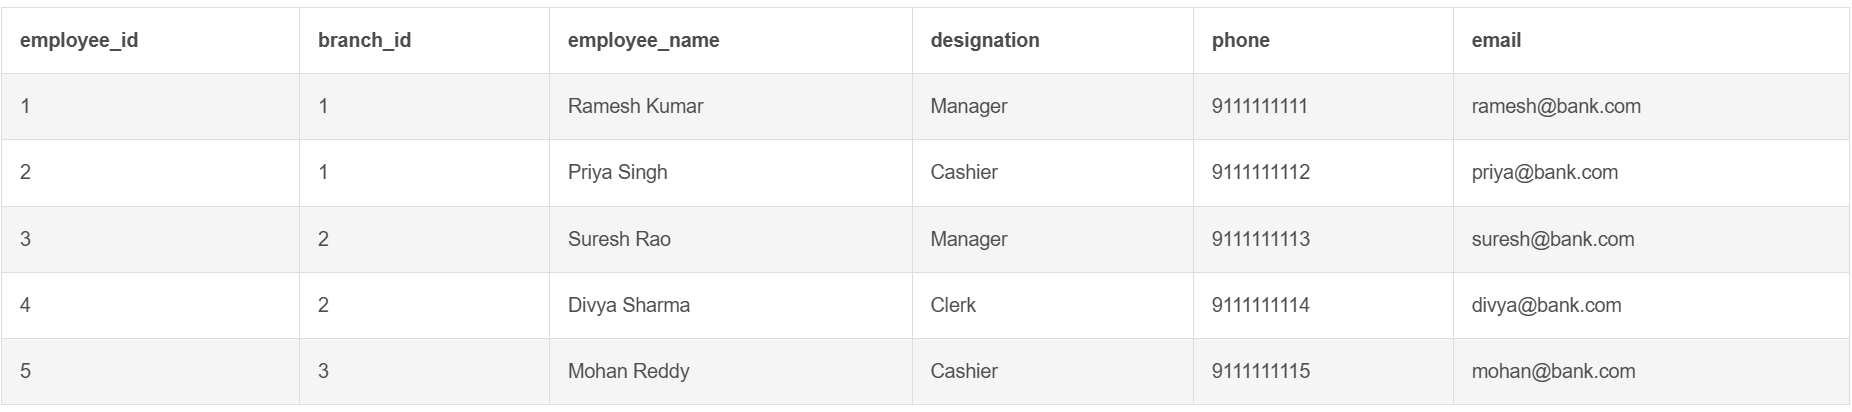 employee_id branch_id employee_name designation phone email
1 1 Ramesh Kumar Manager 9111111111 ramesh@bank.com
2 1 Priya Singh Cashier 9111111112 priya@bank.com
3 2 Suresh Rao Manager 9111111113 suresh@bank.com
4 2 Divya Sharma Clerk 9111111114 divya@bank.com
5 3 Mohan Reddy Cashier 9111111115 mohan@bank.com